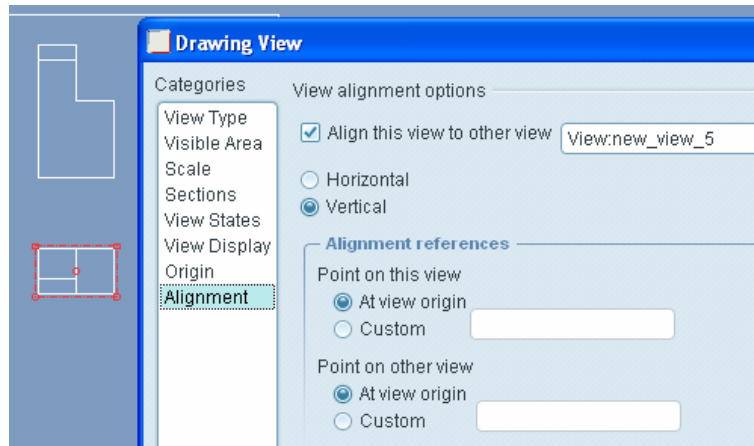 Drawing View
Categories
View Type
Visible Area
Scale
Sections
View States
View Display
Origin
Alignment
View alignment options
Align this view to other view
View:new_view_5
Horizontal
Vertical
Alignment references
Point on this view
At view origin
Custom
Point on other view
At view origin
Custom